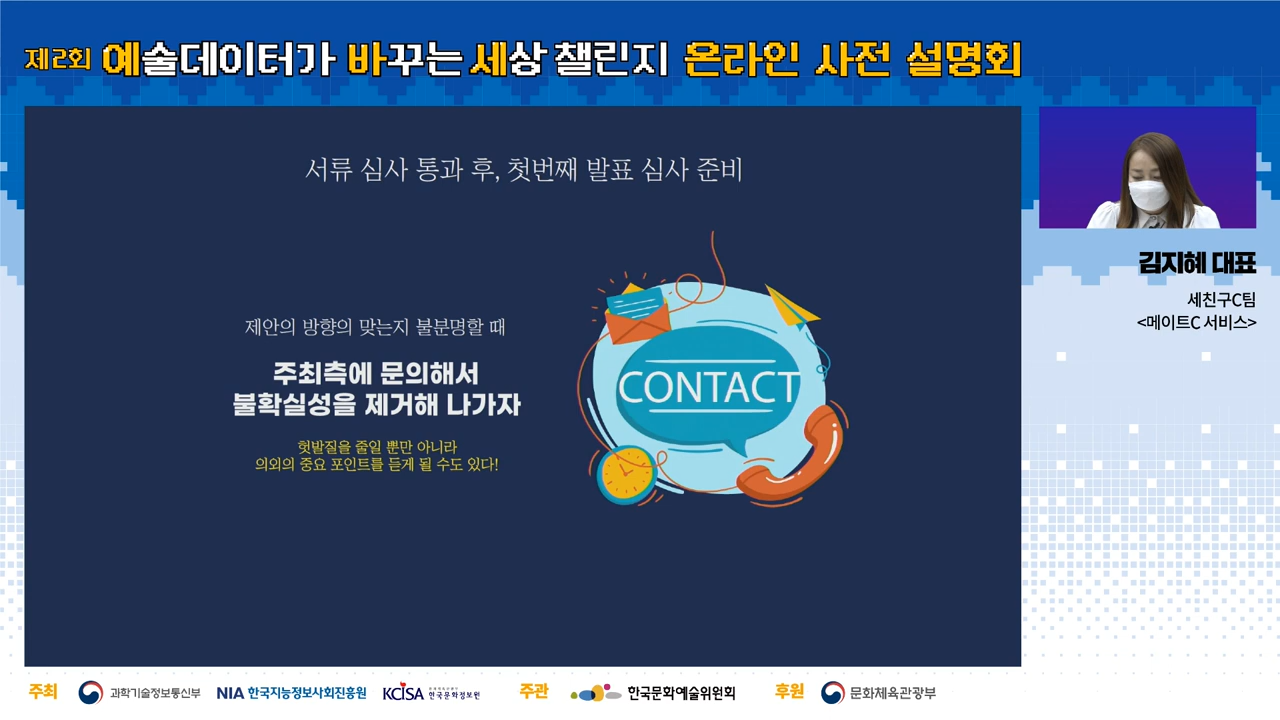 제2회 예술데이터가 바꾸는 세상 챌린지 온라인 사전 설명회
서류 심사 통과 후, 첫번째 발표 심사 준비
제안의 방향의 맞는지 불분명할 때
주최측에 문의해서
불확실성을 제거해 나가자
헛발질을 줄일 뿐만 아니라
의외의 중요 포인트를 듣게 될 수도 있다!
CONTACT
김지혜 대표
세친구C팀
<메이트C 서비스>
주최 과학기술정보통신부 NIA 한국지능정보사회진흥원 KCISA 한국문화정보원 주관 한국문화예술위원회 후원 문화체육관광부